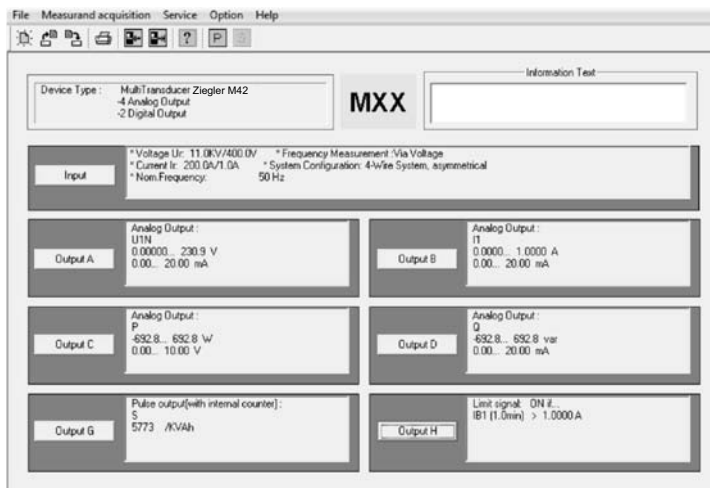 File Measurand acquisition Service Option Help
Device Type : MultiTransducer Ziegler M42
-4 Analog Output
-2 Digital Output
MXX
Information Text
Input
* Voltage Ur: 11.0KV/400.0V * Frequency Measurement :Via Voltage
* Current Ir: 200.0A/1.0A * System Configuration: 4-Wire System, asymmetrical
* Nom.Frequency: 50 Hz
Output A
Analog Output :
U1N
0.00000... 230.9 V
0.00... 20.00 mA
Output B
Analog Output :
I1
0.0000... 1.0000 A
0.00... 20.00 mA
Output C
Analog Output :
P
-692.8... 692.8 W
0.00... 10.00 V
Output D
Analog Output :
Q
-692.8... 692.8 var
0.00... 20.00 mA
Output G
Pulse output(with internal counter) :
S
5773 /KVAh
Output H
Limit signal: ON if...
IB1 (1.0min) > 1.0000 A